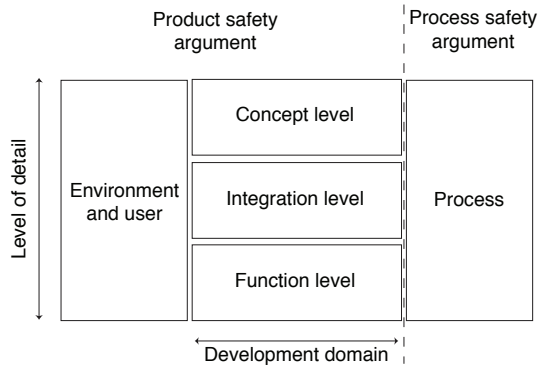 Product safety
argument
Process safety
argument
Level of detail
Environment
and user
Concept level
Integration level
Function level
Process
Development domain